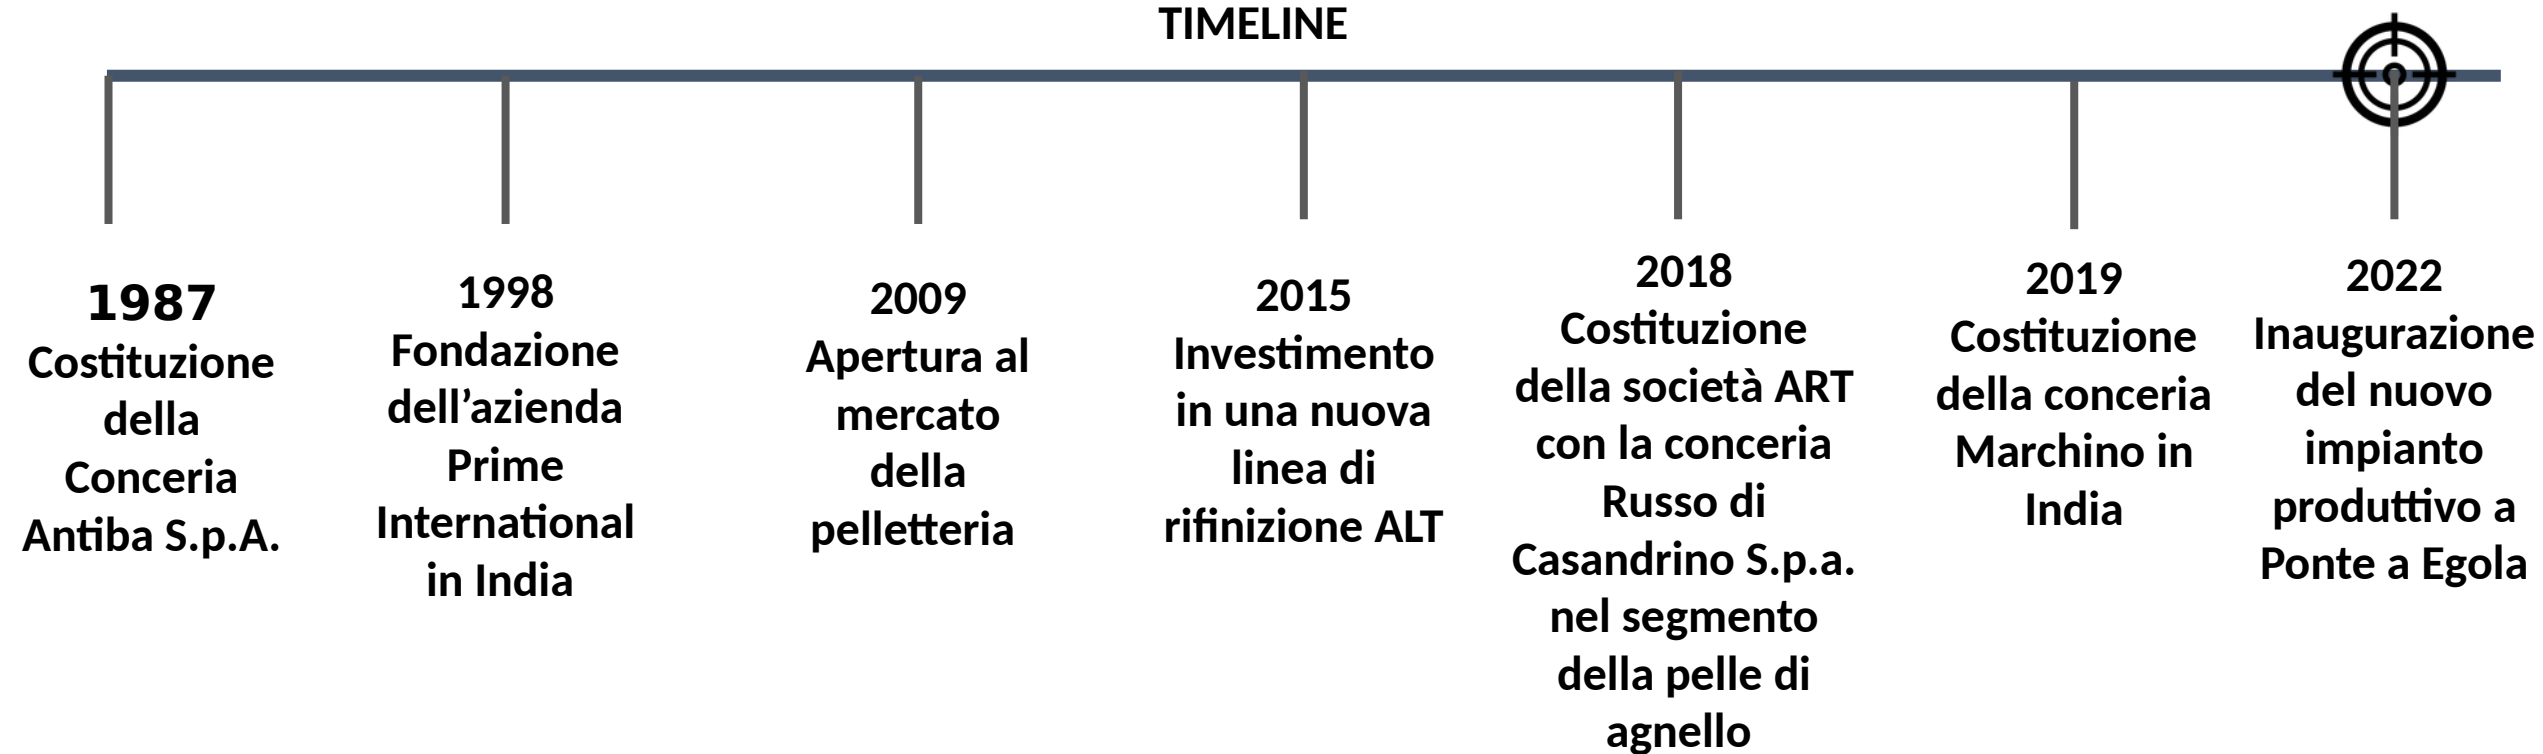 TIMELINE
1987
Costituzione
della
Conceria
Antiba S.p.A.
1998
Fondazione
dell’azienda
Prime
International
in India
2009
Apertura al
mercato
della
pelletteria
2015
Investimento
in una nuova
linea di
rifinizione ALT
2018
Costituzione
della società ART
con la conceria
Russo di
Casandrino S.p.a.
nel segmento
della pelle di
agnello
2019
Costituzione
della conceria
Marchino in
India
2022
Inaugurazione
del nuovo
impianto
produttivo a
Ponte a Egola